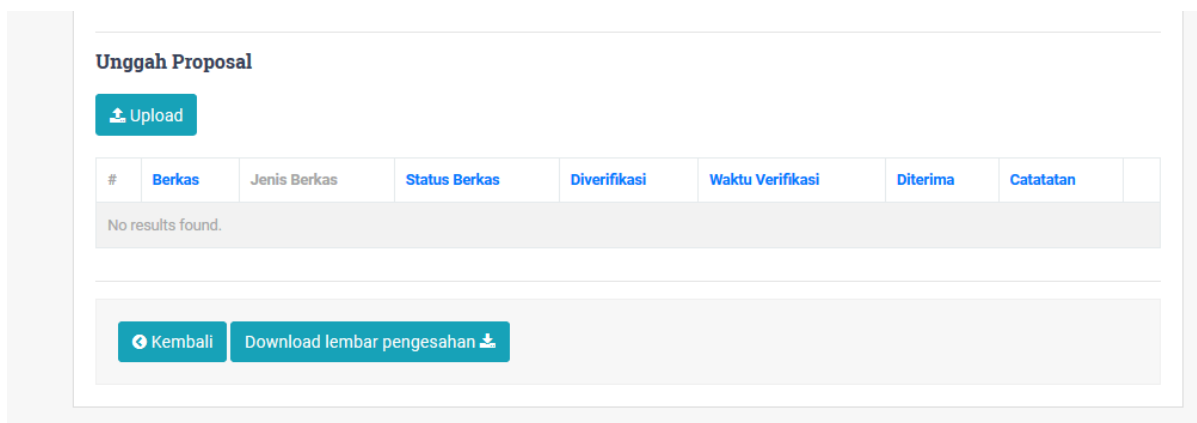 Unggah Proposal
Upload
# Berkas Jenis Berkas Status Berkas Diverifikasi Waktu Verifikasi Diterima Catatatan
No results found.
Kembali Download lembar pengesahan